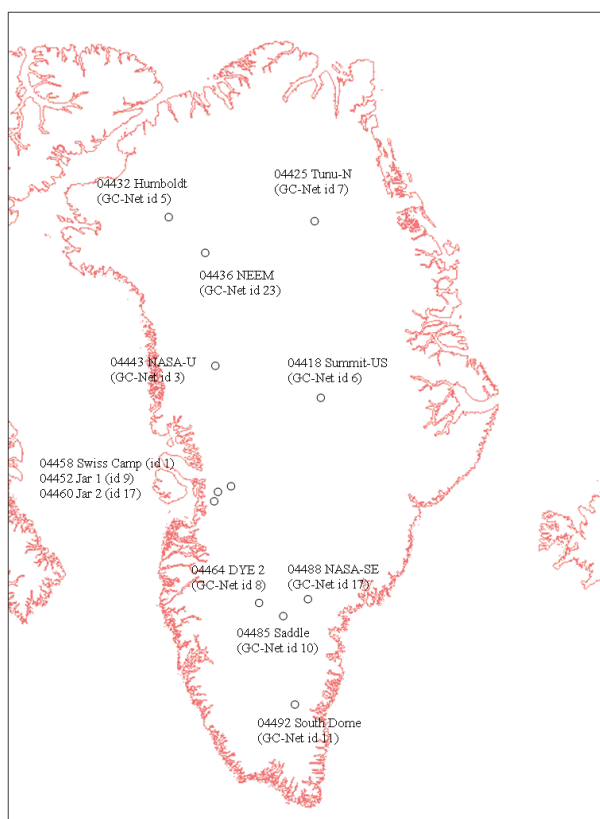 04425 Tunu-N
(GC-Net id 7)
04432 Humboldt
(GC-Net id 5)
04436 NEEM
(GC-Net id 23)
04443 NASA-U
(GC-Net id 3)
04418 Summit-US
(GC-Net id 6)
04458 Swiss Camp (id 1)
04452 Jar 1 (id 9)
04460 Jar 2 (id 17)
04464 DYE 2
(GC-Net id 8)
04488 NASA-SE
(GC-Net id 17)
04485 Saddle
(GC-Net id 10)
04492 South Dome
(GC-Net id 11)